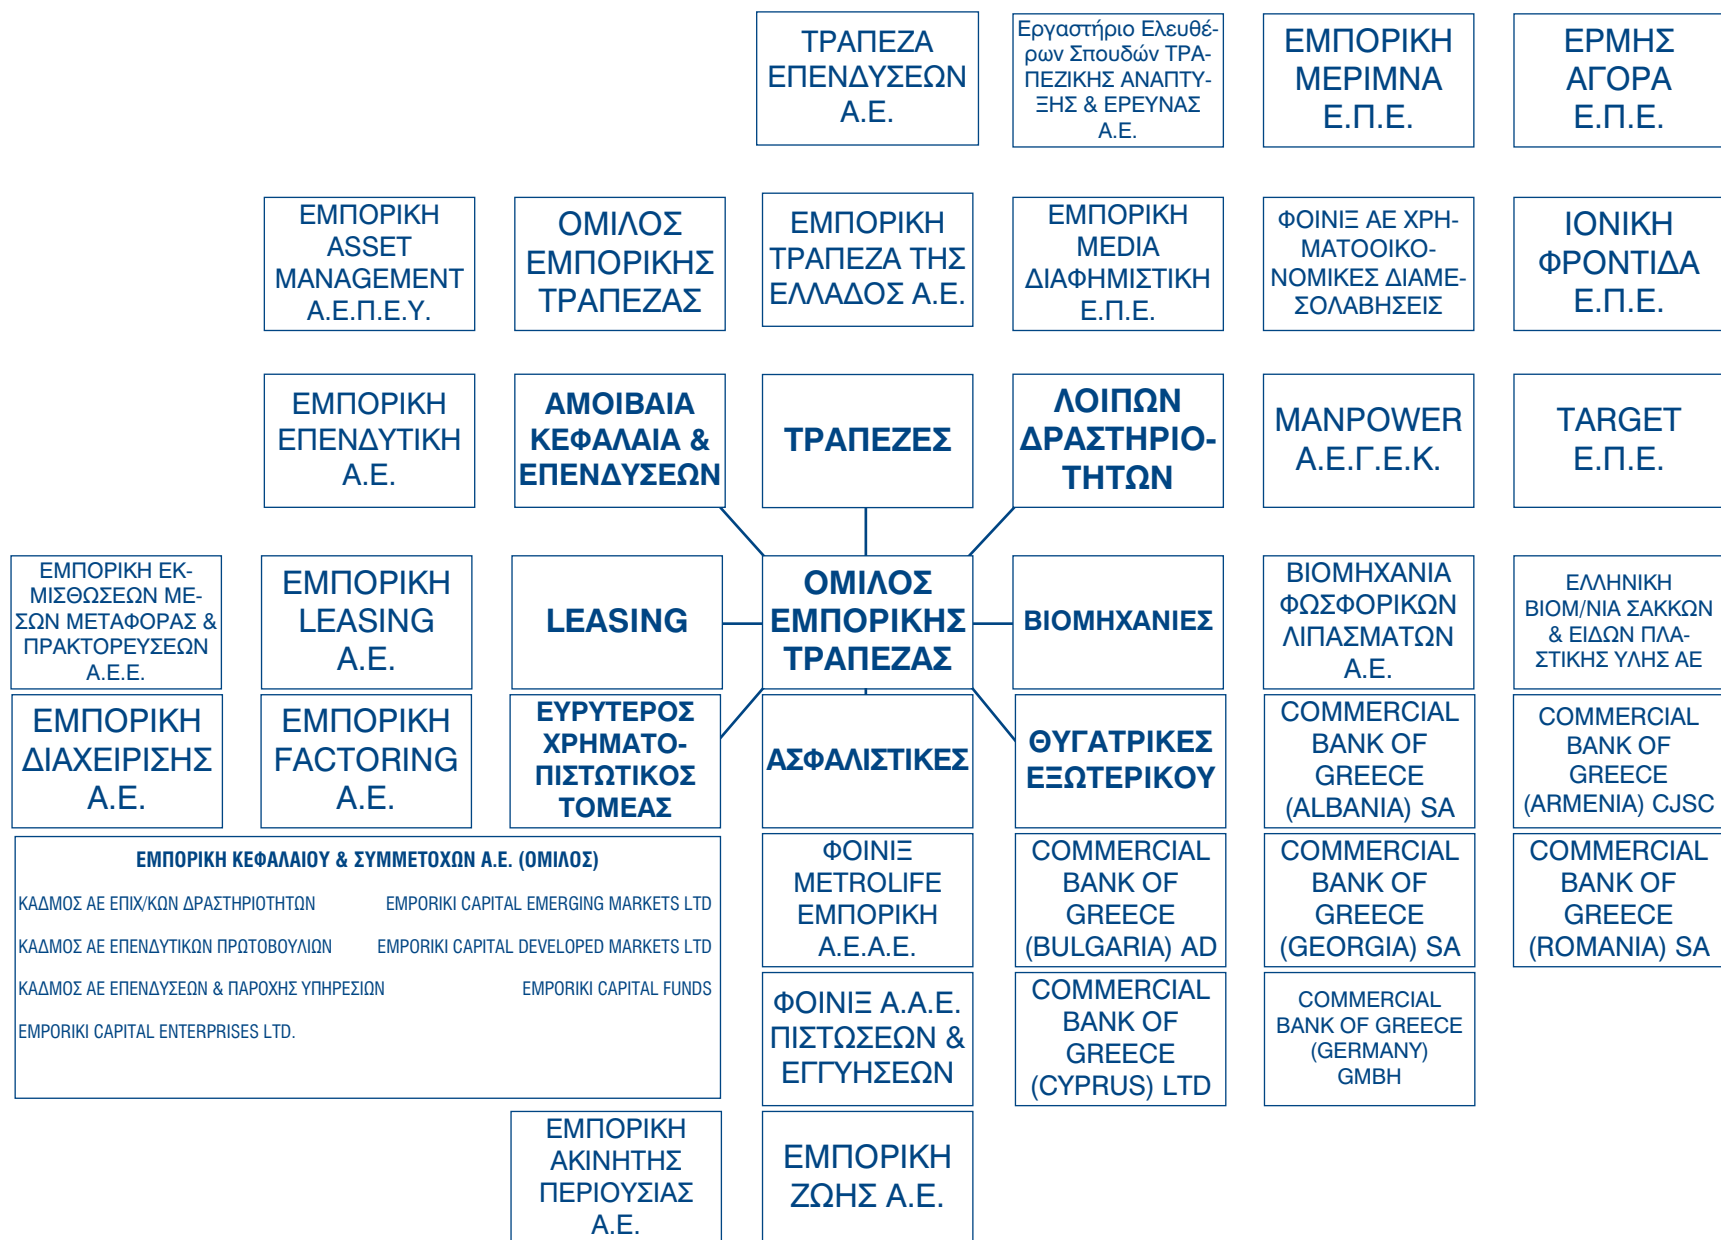 ΤΡΑΠΕΖΑ
ΕΠΕΝΔΥΣΕΩΝ
Α.Ε.
Εργαστήριο Ελευθέ-
ρων Σπουδών ΤΡΑ-
ΠΕΖΙΚΗΣ ΑΝΑΠΤΥ-
ΞΗΣ & ΕΡΕΥΝΑΣ
Α.Ε.
ΕΜΠΟΡΙΚΗ
ΜΕΡΙΜΝΑ
Ε.Π.Ε.
ΕΡΜΗΣ
ΑΓΟΡΑ
Ε.Π.Ε.
ΕΜΠΟΡΙΚΗ
ASSET
MANAGEMENT
Α.Ε.Π.Ε.Υ.
ΟΜΙΛΟΣ
ΕΜΠΟΡΙΚΗΣ
ΤΡΑΠΕΖΑΣ
ΕΜΠΟΡΙΚΗ
ΤΡΑΠΕΖΑ ΤΗΣ
ΕΛΛΑΔΟΣ Α.Ε.
ΕΜΠΟΡΙΚΗ
MEDIA
ΔΙΑΦΗΜΙΣΤΙΚΗ
Ε.Π.Ε.
ΦΟΙΝΙΞ ΑΕ ΧΡΗ-
ΜΑΤΟΟΙΚΟ-
ΝΟΜΙΚΕΣ ΔΙΑΜΕ-
ΣΟΛΑΒΗΣΕΙΣ
ΙΟΝΙΚΗ
ΦΡΟΝΤΙΔΑ
Ε.Π.Ε.
ΕΜΠΟΡΙΚΗ
ΕΠΕΝΔΥΤΙΚΗ
Α.Ε.
ΑΜΟΙΒΑΙΑ
ΚΕΦΑΛΑΙΑ &
ΕΠΕΝΔΥΣΕΩΝ
ΤΡΑΠΕΖΕΣ
ΛΟΙΠΩΝ
ΔΡΑΣΤΗΡΙΟ-
ΤΗΤΩΝ
MANPOWER
Α.Ε.Γ.Ε.Κ.
TARGET
Ε.Π.Ε.
ΕΜΠΟΡΙΚΗ ΕΚ-
ΜΙΣΘΩΣΕΩΝ ΜΕ-
ΣΩΝ ΜΕΤΑΦΟΡΑΣ &
ΠΡΑΚΤΟΡΕΥΣΕΩΝ
Α.Ε.Ε.
ΕΜΠΟΡΙΚΗ
LEASING
Α.Ε.
LEASING
ΟΜΙΛΟΣ
ΕΜΠΟΡΙΚΗΣ
ΤΡΑΠΕΖΑΣ
ΒΙΟΜΗΧΑΝΙΕΣ
ΒΙΟΜΗΧΑΝΙΑ
ΦΩΣΦΟΡΙΚΩΝ
ΛΙΠΑΣΜΑΤΩΝ
Α.Ε.
ΕΛΛΗΝΙΚΗ
ΒΙΟΜ/ΝΙΑ ΣΑΚΚΩΝ
& ΕΙΔΩΝ ΠΛΑ-
ΣΤΙΚΗΣ ΥΛΗΣ ΑΕ
ΕΜΠΟΡΙΚΗ
ΔΙΑΧΕΙΡΙΣΗΣ
Α.Ε.
ΕΜΠΟΡΙΚΗ
FACTORING
Α.Ε.
ΕΥΡΥΤΕΡΟΣ
ΧΡΗΜΑΤΟ-
ΠΙΣΤΩΤΙΚΟΣ
ΤΟΜΕΑΣ
ΑΣΦΑΛΙΣΤΙΚΕΣ
ΘΥΓΑΤΡΙΚΕΣ
ΕΞΩΤΕΡΙΚΟΥ
COMMERCIAL
BANK OF
GREECE
(ALBANIA) SA
COMMERCIAL
BANK OF
GREECE
(ARMENIA) CJSC
ΕΜΠΟΡΙΚΗ ΚΕΦΑΛΑΙΟΥ & ΣΥΜΜΕΤΟΧΩΝ Α.Ε. (ΟΜΙΛΟΣ)
ΚΑΔΜΟΣ ΑΕ ΕΠΙΧ/ΚΩΝ ΔΡΑΣΤΗΡΙΟΤΗΤΩΝ EMPORIKI CAPITAL EMERGING MARKETS LTD
ΚΑΔΜΟΣ ΑΕ ΕΠΕΝΔΥΤΙΚΩΝ ΠΡΩΤΟΒΟΥΛΙΩΝ EMPORIKI CAPITAL DEVELOPED MARKETS LTD
ΚΑΔΜΟΣ ΑΕ ΕΠΕΝΔΥΣΕΩΝ & ΠΑΡΟΧΗΣ ΥΠΗΡΕΣΙΩΝ EMPORIKI CAPITAL FUNDS
EMPORIKI CAPITAL ENTERPRISES LTD.
ΦΟΙΝΙΞ
METROLIFE
ΕΜΠΟΡΙΚΗ
Α.Ε.Α.Ε.
COMMERCIAL
BANK OF
GREECE
(BULGARIA) AD
COMMERCIAL
BANK OF
GREECE
(GEORGIA) SA
COMMERCIAL
BANK OF
GREECE
(ROMANIA) SA
ΦΟΙΝΙΞ Α.Α.Ε.
ΠΙΣΤΩΣΕΩΝ &
ΕΓΓΥΗΣΕΩΝ
COMMERCIAL
BANK OF
GREECE
(CYPRUS) LTD
COMMERCIAL
BANK OF GREECE
(GERMANY)
GMBH
ΕΜΠΟΡΙΚΗ
ΑΚΙΝΗΤΗΣ
ΠΕΡΙΟΥΣΙΑΣ
Α.Ε.
ΕΜΠΟΡΙΚΗ
ΖΩΗΣ Α.Ε.